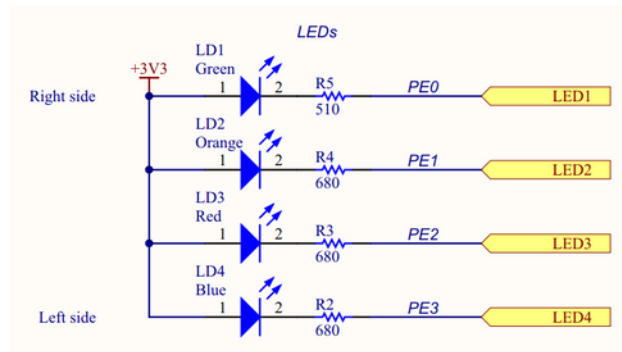 LEDs
LD1
+3V3
Green
Right side
1
2
R5
510
PE0
LED1
LD2
Orange
1
2
R4
680
PE1
LED2
LD3
Red
1
2
R3
680
PE2
LED3
LD4
Blue
Left side
1
2
R2
680
PE3
LED4